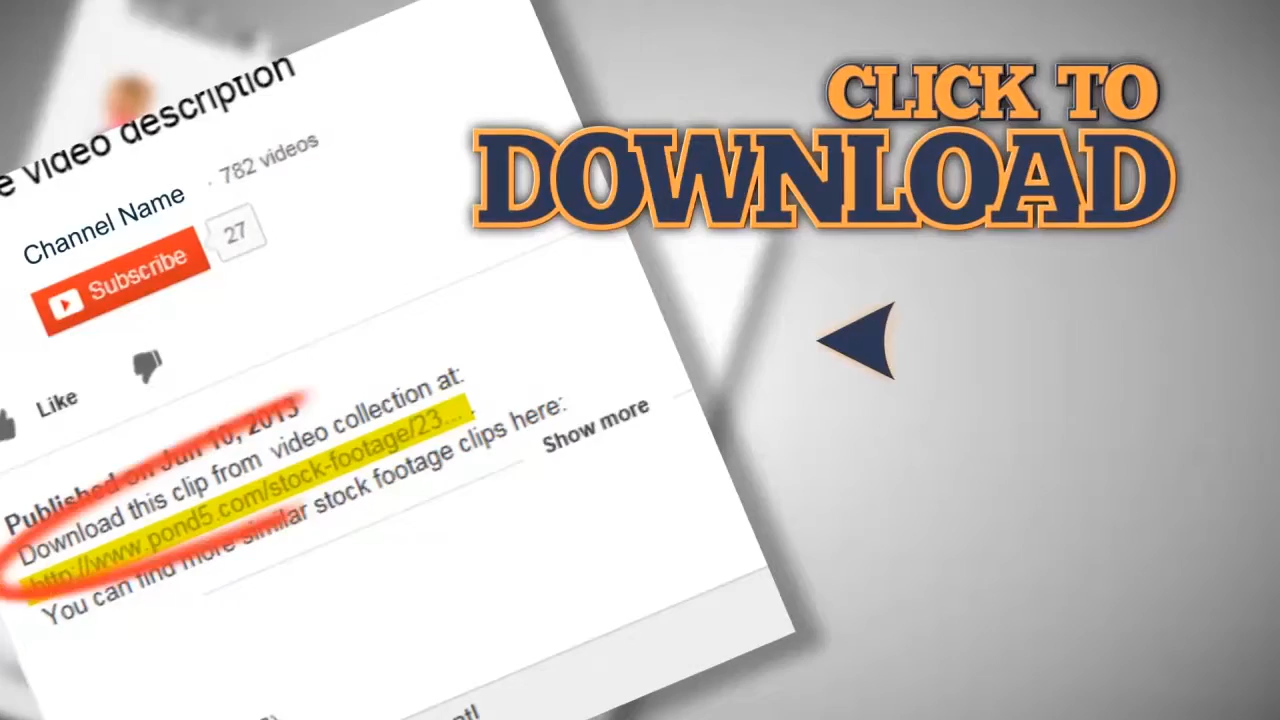 CLICK TO
DOWNLOAD
e video description
Channel Name
· 782 videos
Subscribe
27
Like
Published on Jun 10, 2013
Download this clip from video collection at:
http://www.pond5.com/stock-footage/23...
You can find more similar stock footage clips here:
Show more